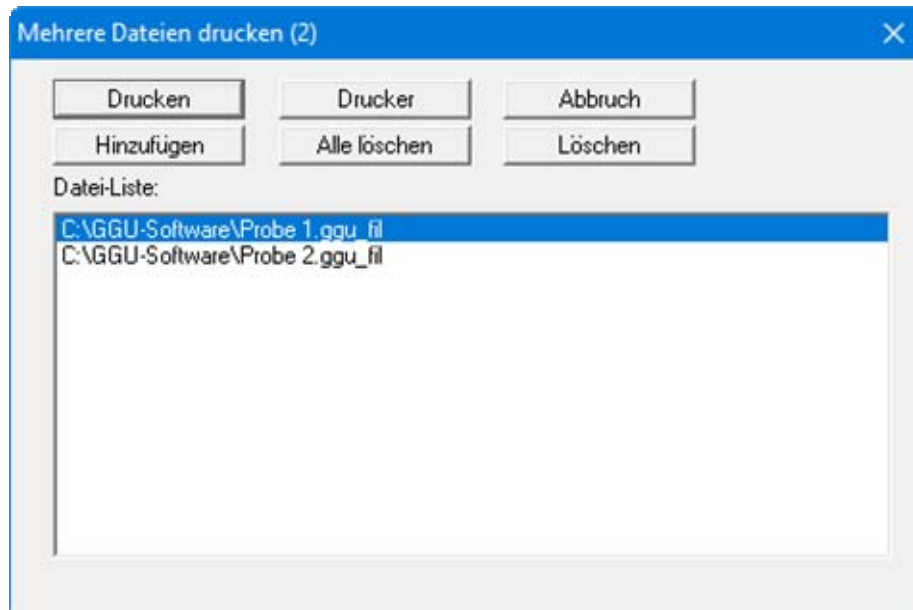 Mehrere Dateien drucken (2)
Drucken Drucker Abbruch
Hinzufügen Alle löschen Löschen
Datei-Liste:
C:\GGU-Software\Probe 1.ggu_fil
C:\GGU-Software\Probe 2.ggu_fil